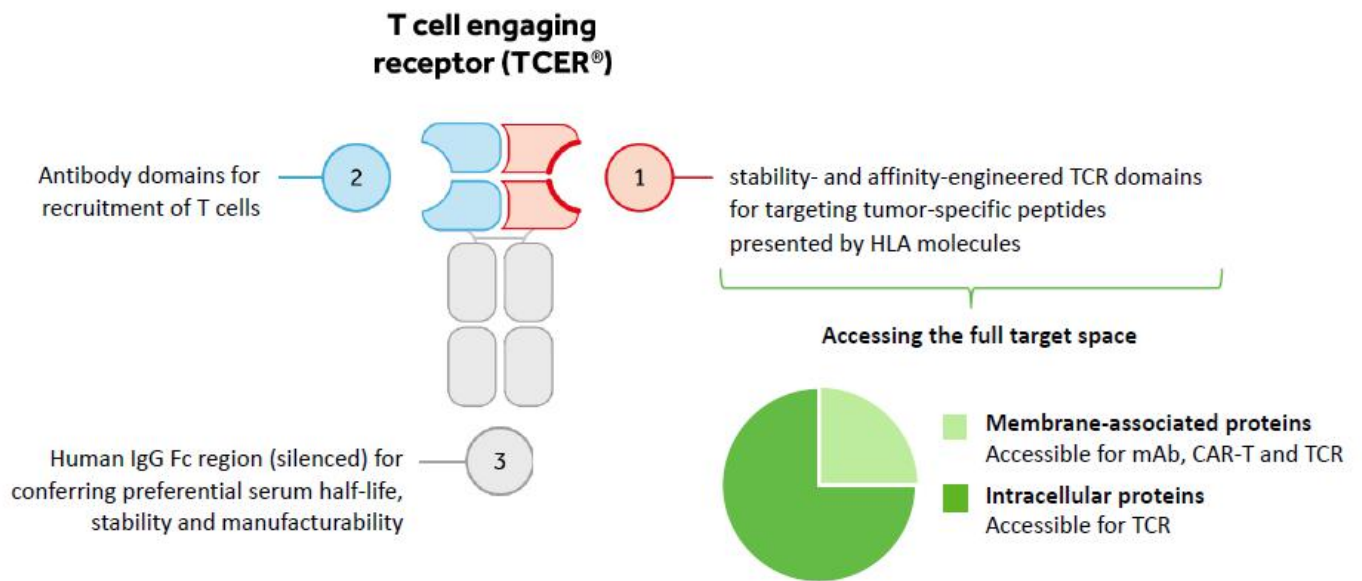 T cell engaging
receptor (TCER®)
Antibody domains for
recruitment of T cells
2
1
stability- and affinity-engineered TCR domains
for targeting tumor-specific peptides
presented by HLA molecules
Accessing the full target space
Membrane-associated proteins
Accessible for mAb, CAR-T and TCR
Intracellular proteins
Accessible for TCR
Human IgG Fc region (silenced) for
conferring preferential serum half-life,
stability and manufacturability
3